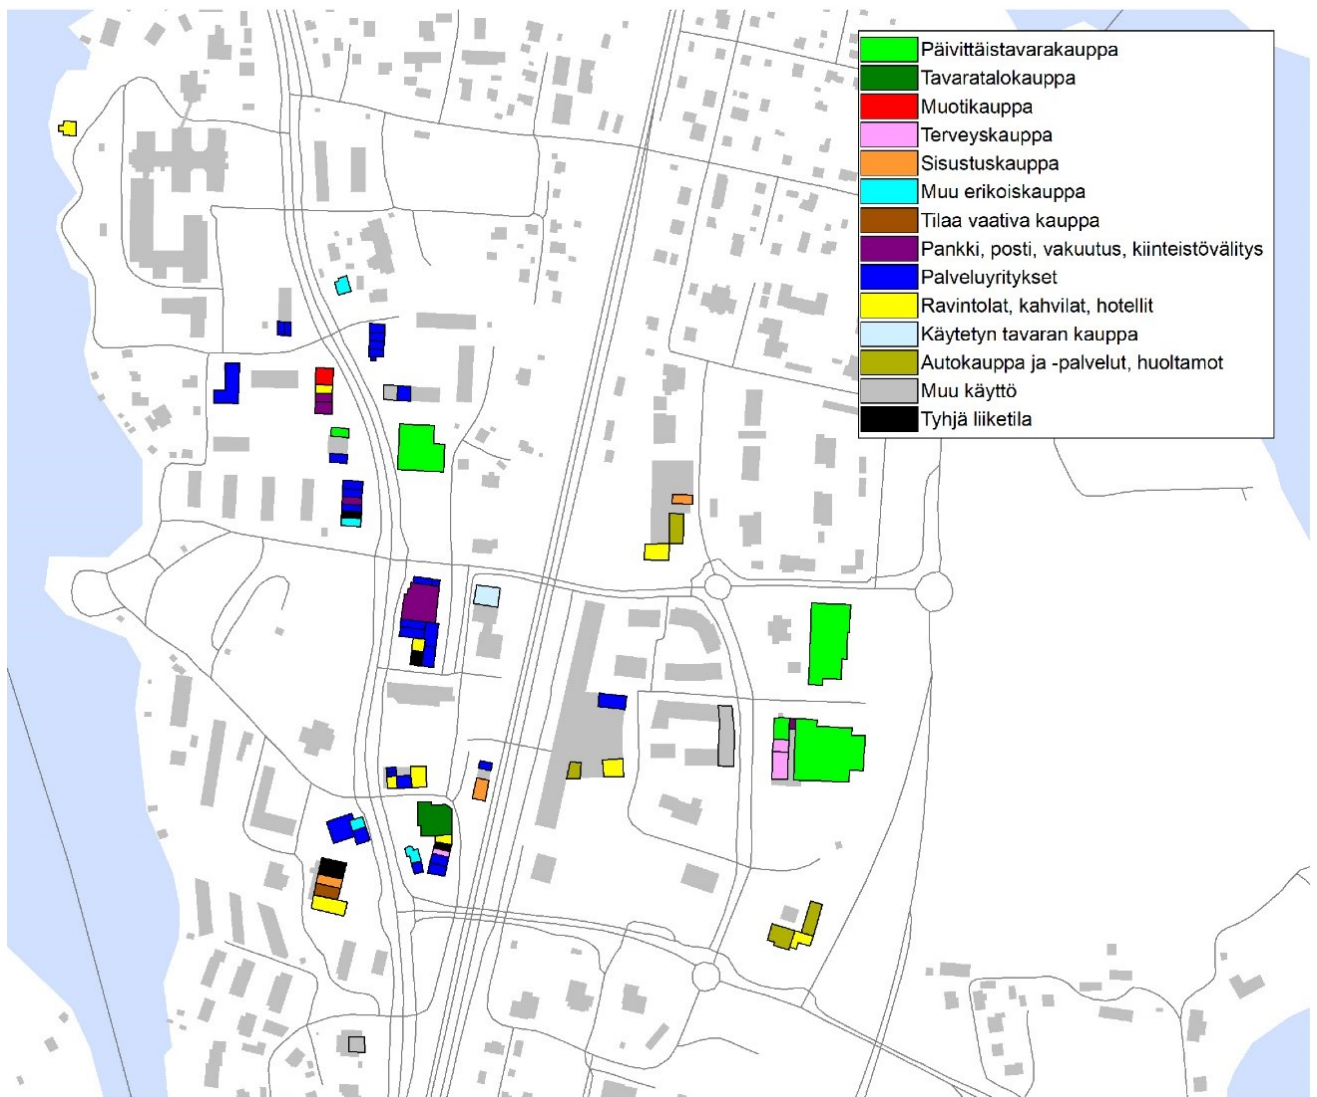 Päivittäistavarakauppa
Tavaratalokauppa
Muotikauppa
Terveyskauppa
Sisustuskauppa
Muu erikoiskauppa
Tilaa vaativa kauppa
Pankki, posti, vakuutus, kiinteistövälitys
Palveluyritykset
Ravintolat, kahvilat, hotellit
Käytetyn tavaran kauppa
Autokauppa ja -palvelut, huoltamot
Muu käyttö
Tyhjä liiketila